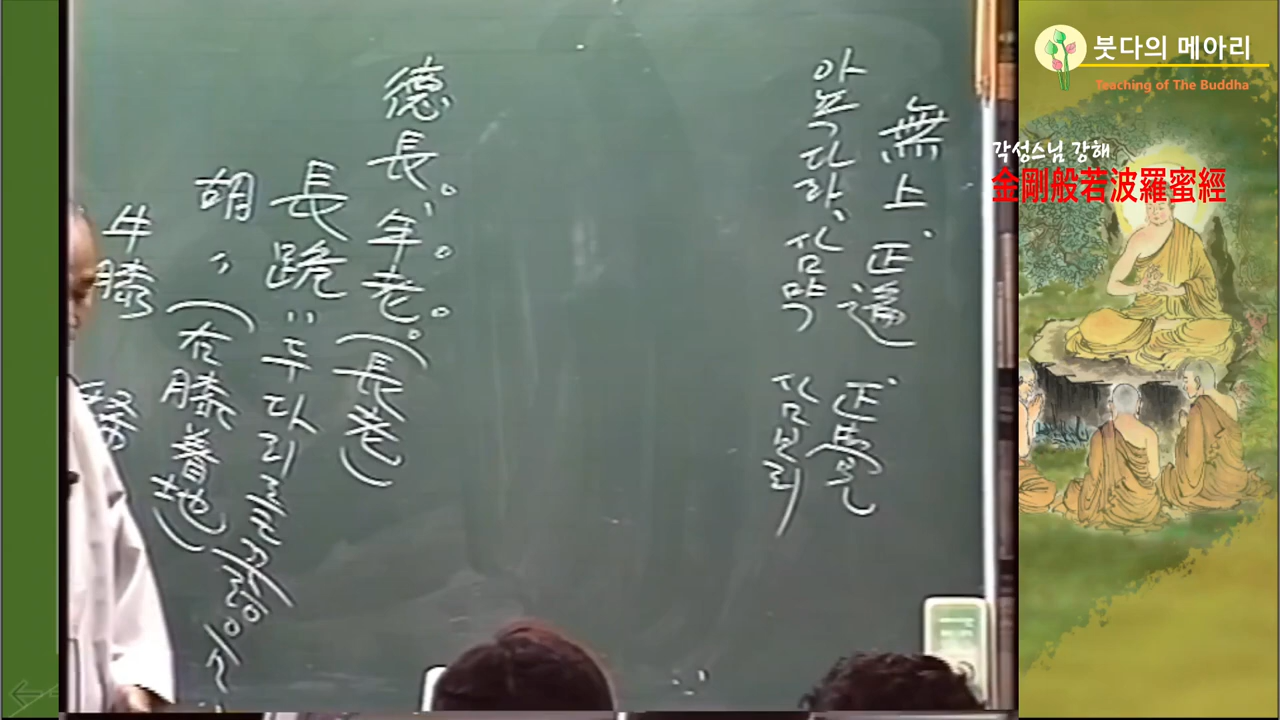 붓다의 메아리
Teaching of The Buddha
각성스님 강해
金剛般若波羅蜜經
無上 正遍 正覺
아뇩다라 삼먁 삼보리
德長。年老。(長老)
長跪 두 다리
胡〃(右膝着地)
牛膝